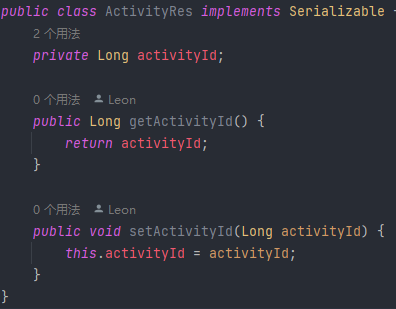 public class ActivityRes implements Serializable {
2 个用法
private Long activityId;
0 个用法 Leon
public Long getActivityId() {
return activityId;
}
0 个用法 Leon
public void setActivityId(Long activityId) {
this.activityId = activityId;
}
}